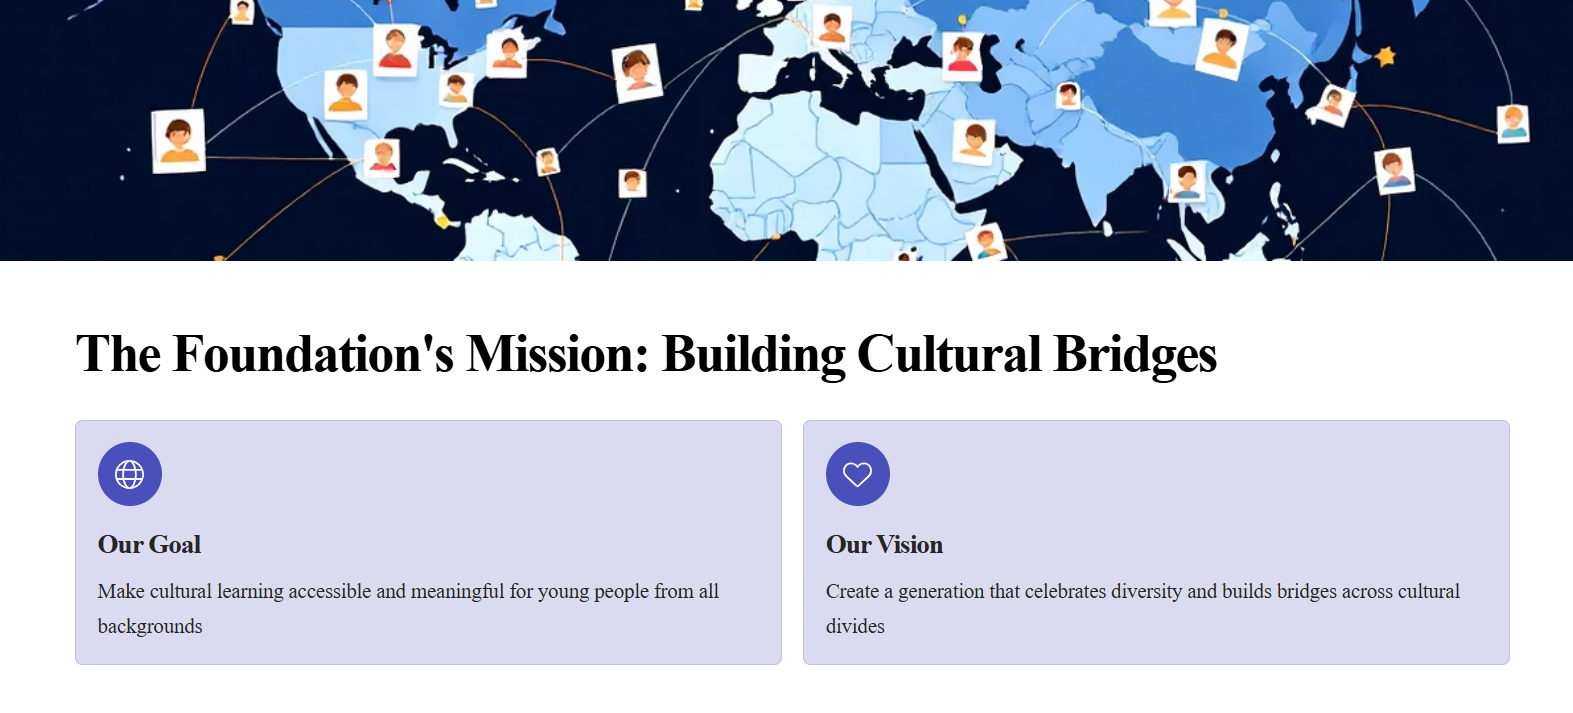 The Foundation's Mission: Building Cultural Bridges
Our Goal
Make cultural learning accessible and meaningful for young people from all
backgrounds
Our Vision
Create a generation that celebrates diversity and builds bridges across cultural
divides